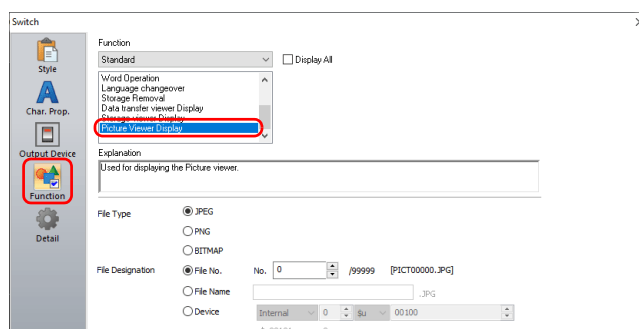 Switch
Style
Char. Prop.
Output Device
Function
Detail
Function
Standard
Display All
Word Operation
Language changeover
Storage Removal
Data transfer viewer Display
Storage viewer Display
Picture Viewer Display
Explanation
Used for displaying the Picture viewer.
File Type
JPEG
PNG
BITMAP
File Designation
File No. No. 0 /99999 [PICT00000.JPG]
File Name .JPG
Device Internal 0 $u 00100